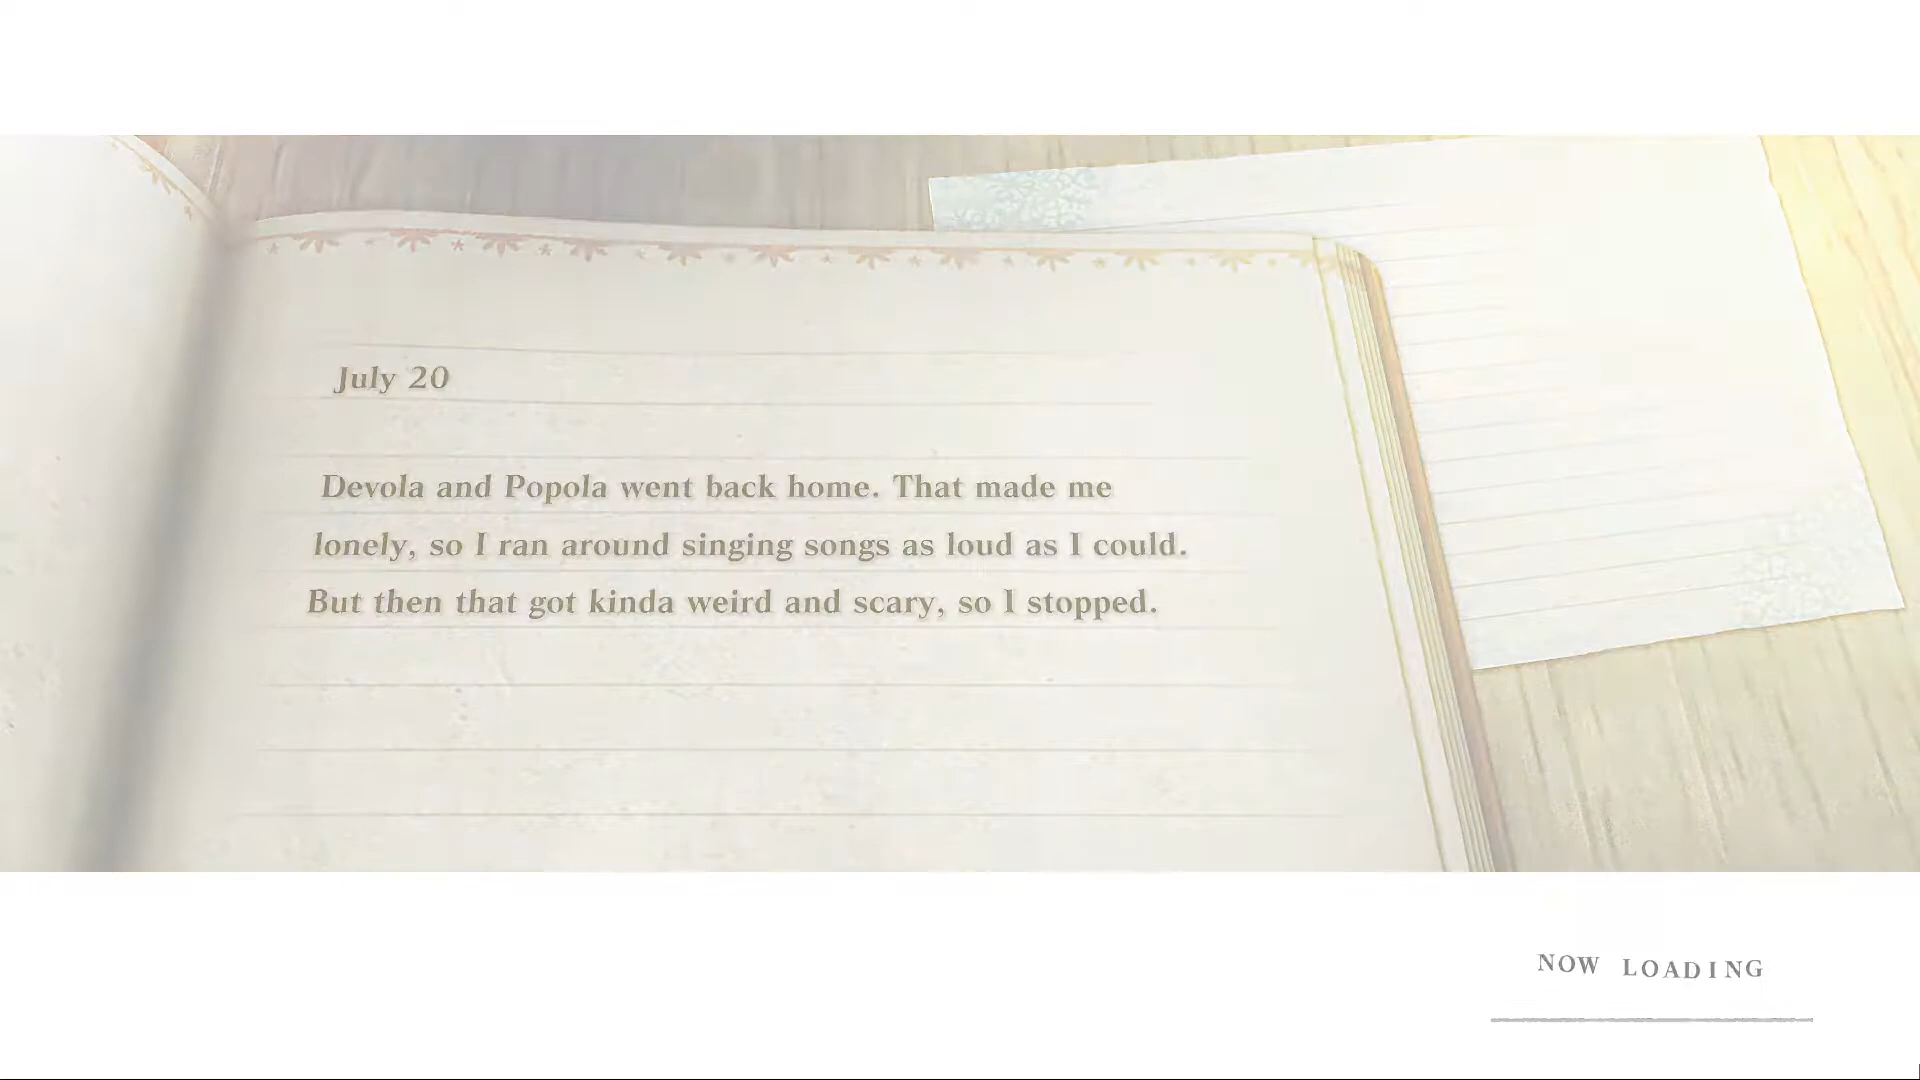 July 20
Devola and Popola went back home. That made me
lonely, so I ran around singing songs as loud as I could.
But then that got kinda weird and scary, so I stopped.
NOW LOADING